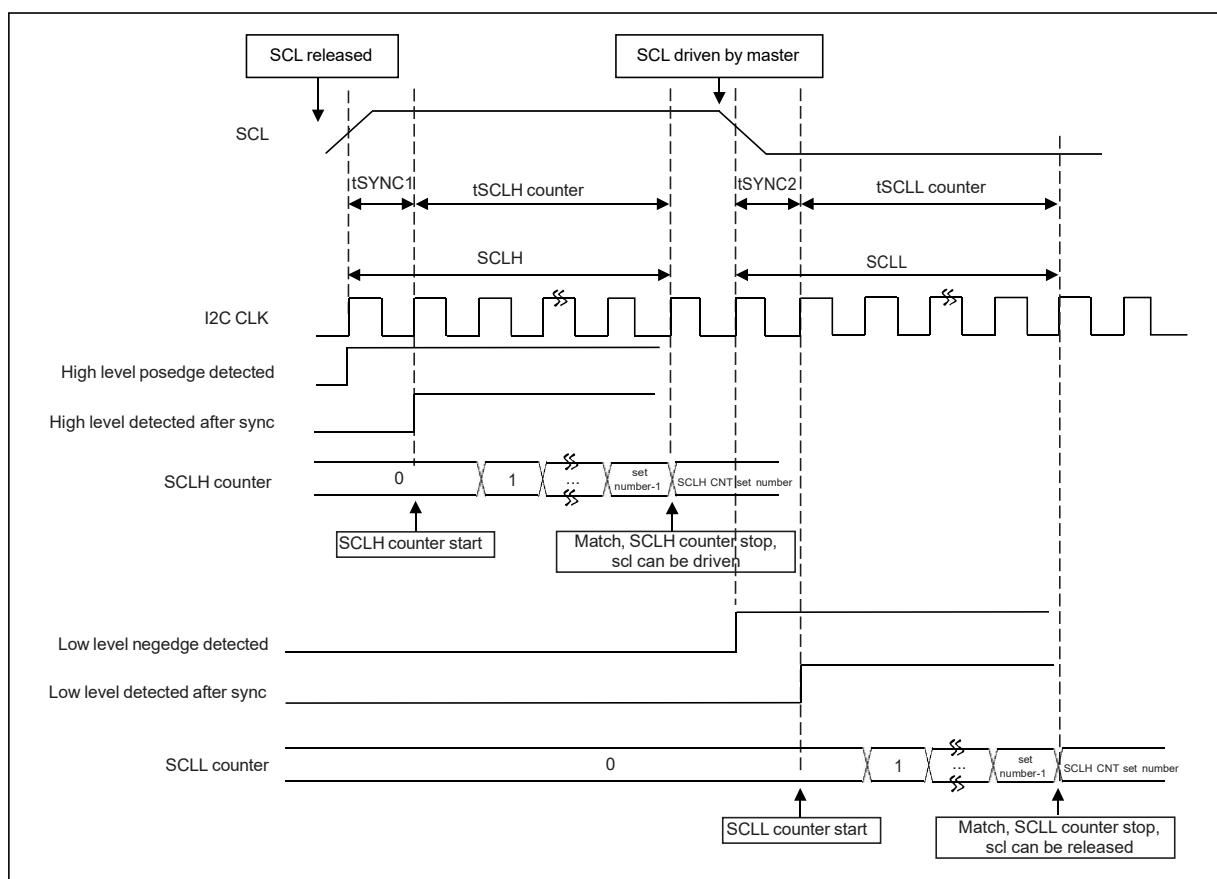 SCL released
SCL driven by master
SCL
tSYNC1
tSCLH counter
tSYNC2
tSCLL counter
SCLH
SCLL
I2C CLK
High level posedge detected
High level detected after sync
SCLH counter
0
1
...
set
number-1
SCLH CNT set number
SCLH counter start
Match, SCLH counter stop,
scl can be driven
Low level negedge detected
Low level detected after sync
SCLL counter
0
1
...
set
number-1
SCLH CNT set number
SCLL counter start
Match, SCLL counter stop,
scl can be released